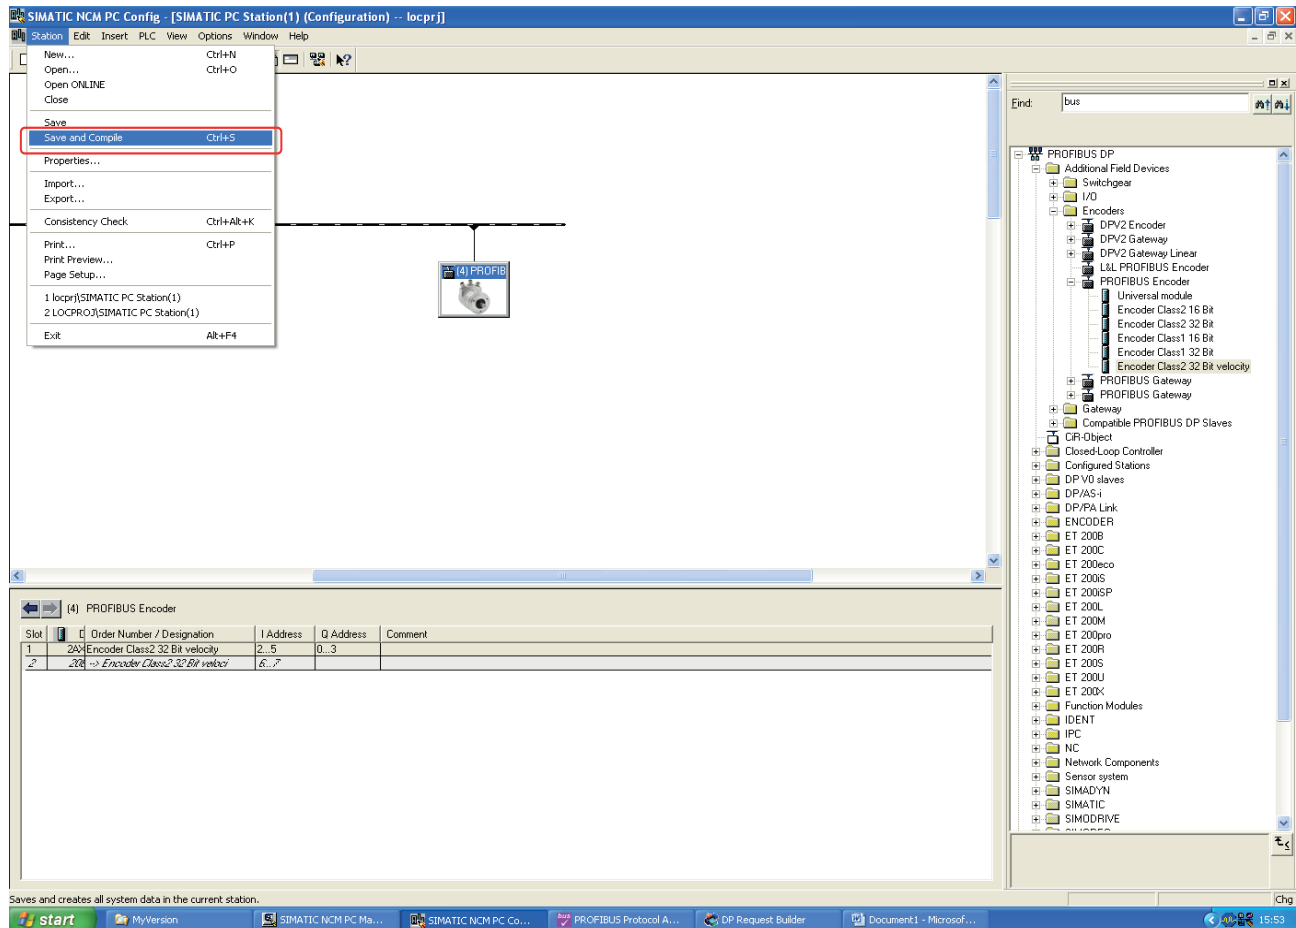 SIMATIC NCM PC Config - [SIMATIC PC Station(1) (Configuration) -- locprj]
Station Edit Insert PLC View Options Window Help
New... Ctrl+N
Open... Ctrl+O
Open ONLINE
Close
Save
Save and Compile Ctrl+S
Properties...
Import...
Export...
Consistency Check Ctrl+Alt+K
Print... Ctrl+P
Print Preview...
Page Setup...
1 locprj\SIMATIC PC Station(1)
2 LOCPROJ\SIMATIC PC Station(1)
Exit Alt+F4
(4) PROFIB
Find: bus
PROFIBUS DP
Additional Field Devices
Switchgear
I/O
Encoders
DPV2 Encoder
DPV2 Gateway
DPV2 Gateway Linear
L&L PROFIBUS Encoder
PROFIBUS Encoder
Universal module
Encoder Class2 16 Bit
Encoder Class2 32 Bit
Encoder Class1 16 Bit
Encoder Class1 32 Bit
Encoder Class2 32 Bit velocity
PROFIBUS Gateway
PROFIBUS Gateway
Gateway
Compatible PROFIBUS DP Slaves
CiR-Object
Closed-Loop Controller
Configured Stations
DP V0 slaves
DP/AS-i
DP/PA Link
ENCODER
ET 200B
ET 200C
ET 200eco
ET 200iS
ET 200iSP
ET 200L
ET 200M
ET 200pro
ET 200R
ET 200S
ET 200U
ET 200X
Function Modules
IDENT
IPC
NC
Network Components
Sensor system
SIMADYN
SIMATIC
SIMODRIVE
(4) PROFIBUS Encoder
Slot Order Number / Designation I Address Q Address Comment
1 2AX Encoder Class2 32 Bit velocity 2...5 0...3
2 208 --> Encoder Class2 32 Bit veloci 6...7
Saves and creates all system data in the current station.
Chg
start MyVersion SIMATIC NCM PC Ma... SIMATIC NCM PC Co... PROFIBUS Protocol A... DP Request Builder Document1 - Microsof... 15:53